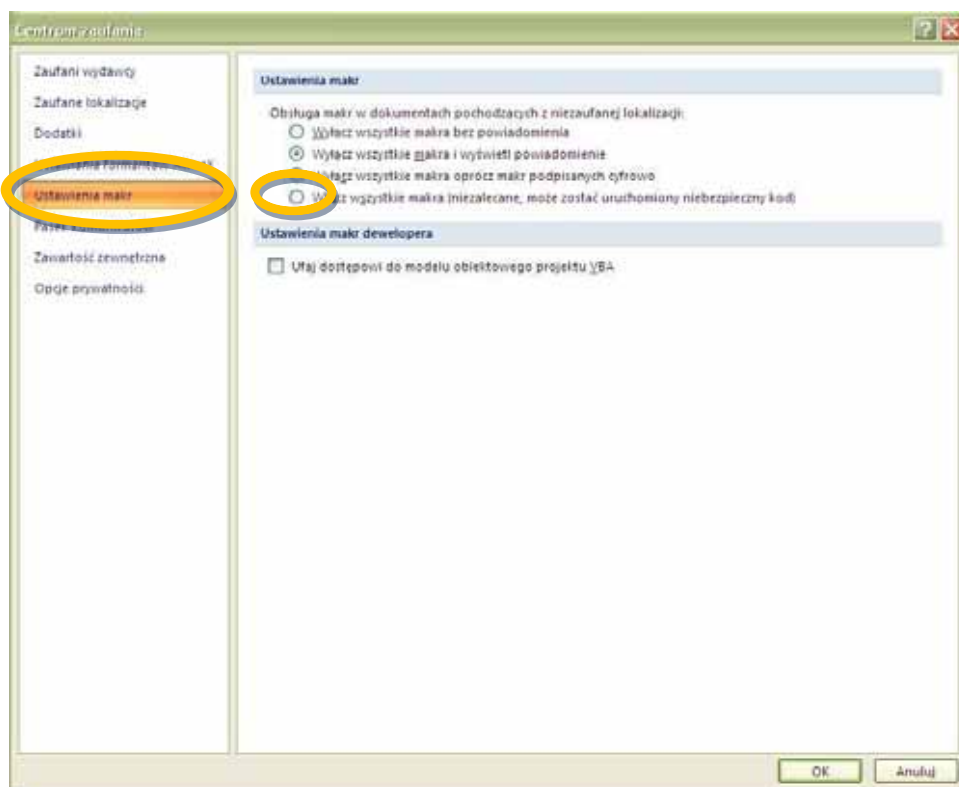 Centrum zaufania
Zaufani wydawcy
Zaufane lokalizacje
Dodatki
Ustawienia formantów
Ustawienia makr
Zawartość zewnętrzna
Opcje prywatności
Ustawienia makr
Obsługa makr w dokumentach pochodzących z niezaufanej lokalizacji:
Wyłącz wszystkie makra bez powiadomienia
Wyłącz wszystkie makra i wyświetl powiadomienie
Wyłącz wszystkie makra oprócz makr podpisanych cyfrowo
wszystkie makra (niezalecane, może zostać uruchomiony niebezpieczny kod)
Ustawienia makr dewelopera
Ufaj dostępowi do modelu obiektowego projektu VBA
OK
Anuluj